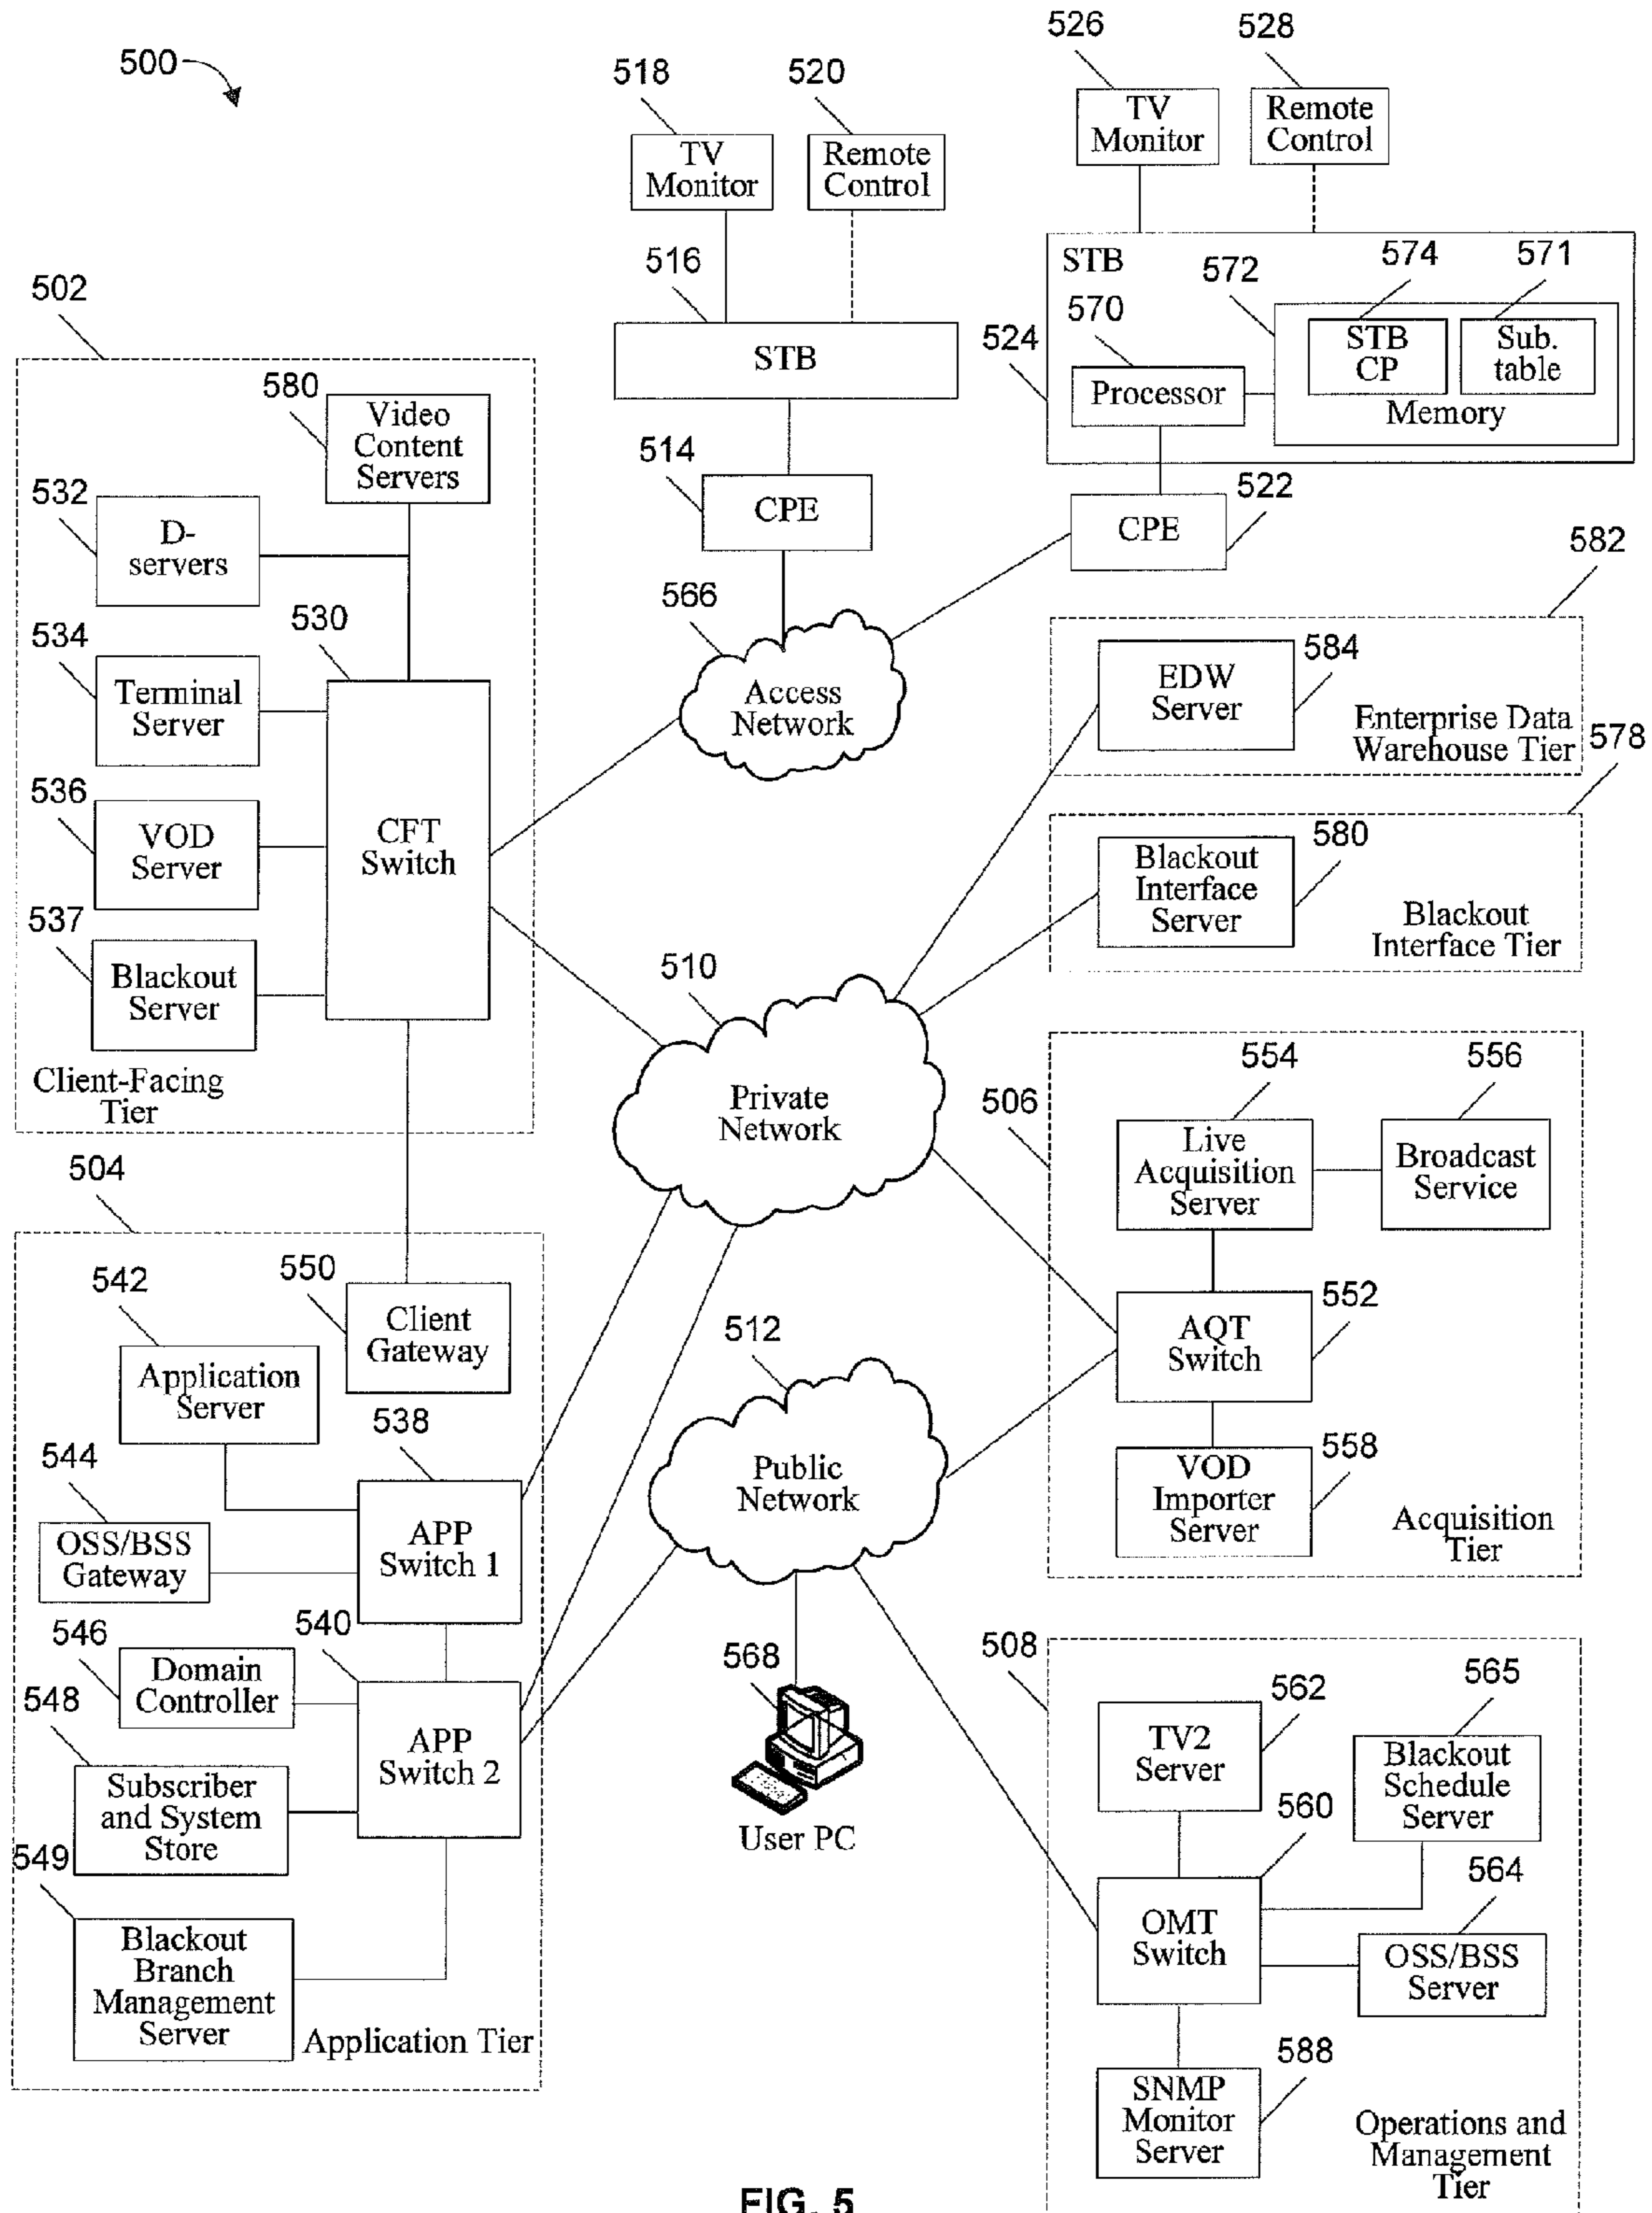 500
518
520
526
528
TV
Monitor
Remote
Control
TV
Monitor
Remote
Control
516
STB
STB
574
571
572
570
524
STB
CP
Sub.
table
Processor
Memory
514
CPE
522
CPE
566
Access
Network
502
580
Video
Content
Servers
532
D-
servers
530
534
Terminal
Server
536
VOD
Server
CFT
Switch
537
Blackout
Server
Client-Facing
Tier
582
584
EDW
Server
Enterprise Data
Warehouse Tier
578
580
Blackout
Interface
Server
Blackout
Interface Tier
510
Private
Network
506
554
556
Live
Acquisition
Server
Broadcast
Service
552
AQT
Switch
558
VOD
Importer
Server
Acquisition
Tier
504
542
550
Client
Gateway
Application
Server
538
544
OSS/BSS
Gateway
APP
Switch 1
546
540
Domain
Controller
548
APP
Switch 2
Subscriber
and System
Store
549
Blackout
Branch
Management
Server
Application Tier
512
Public
Network
568
User PC
508
562
565
TV2
Server
Blackout
Schedule
Server
560
564
OMT
Switch
OSS/BSS
Server
588
SNMP
Monitor
Server
Operations and
Management
Tier
FIG. 5